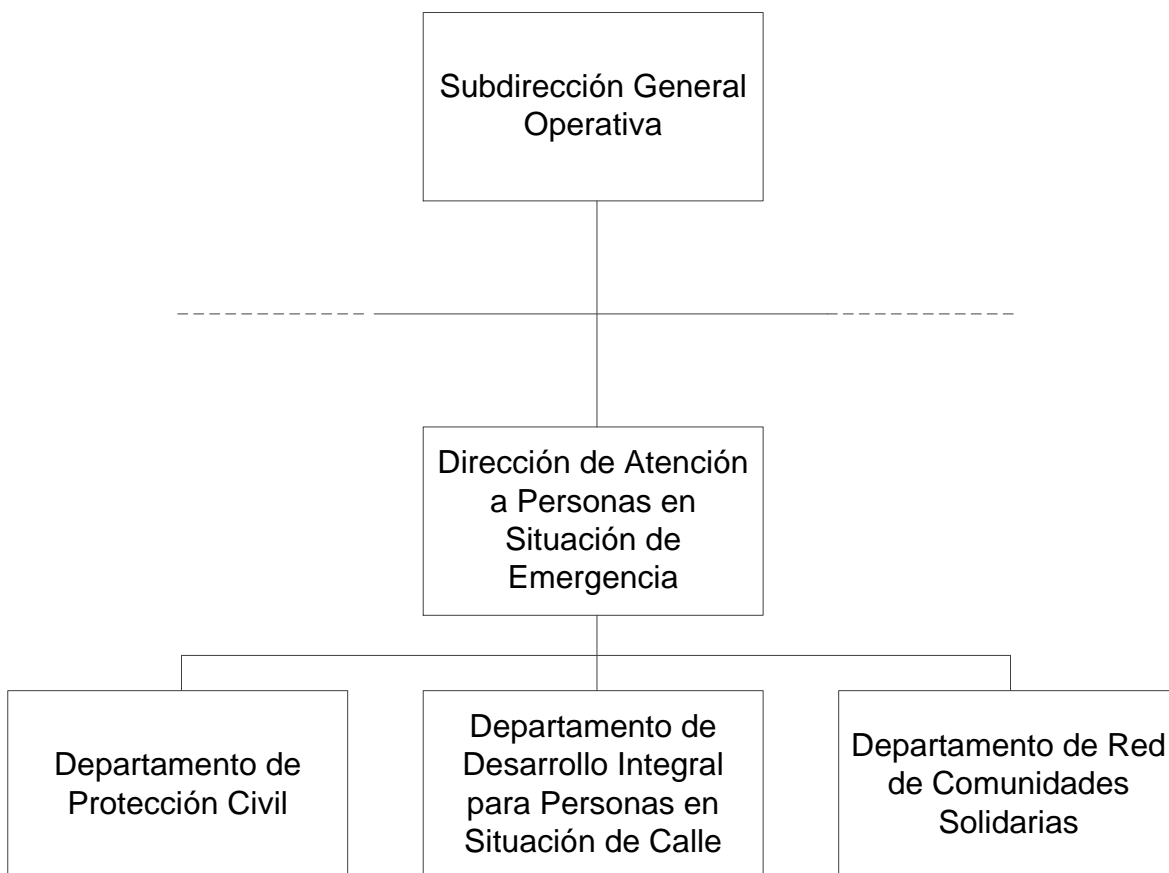 Subdirección General
Operativa
Dirección de Atención
a Personas en
Situación de
Emergencia
Departamento de
Protección Civil
Departamento de
Desarrollo Integral
para Personas en
Situación de Calle
Departamento de Red
de Comunidades
Solidarias